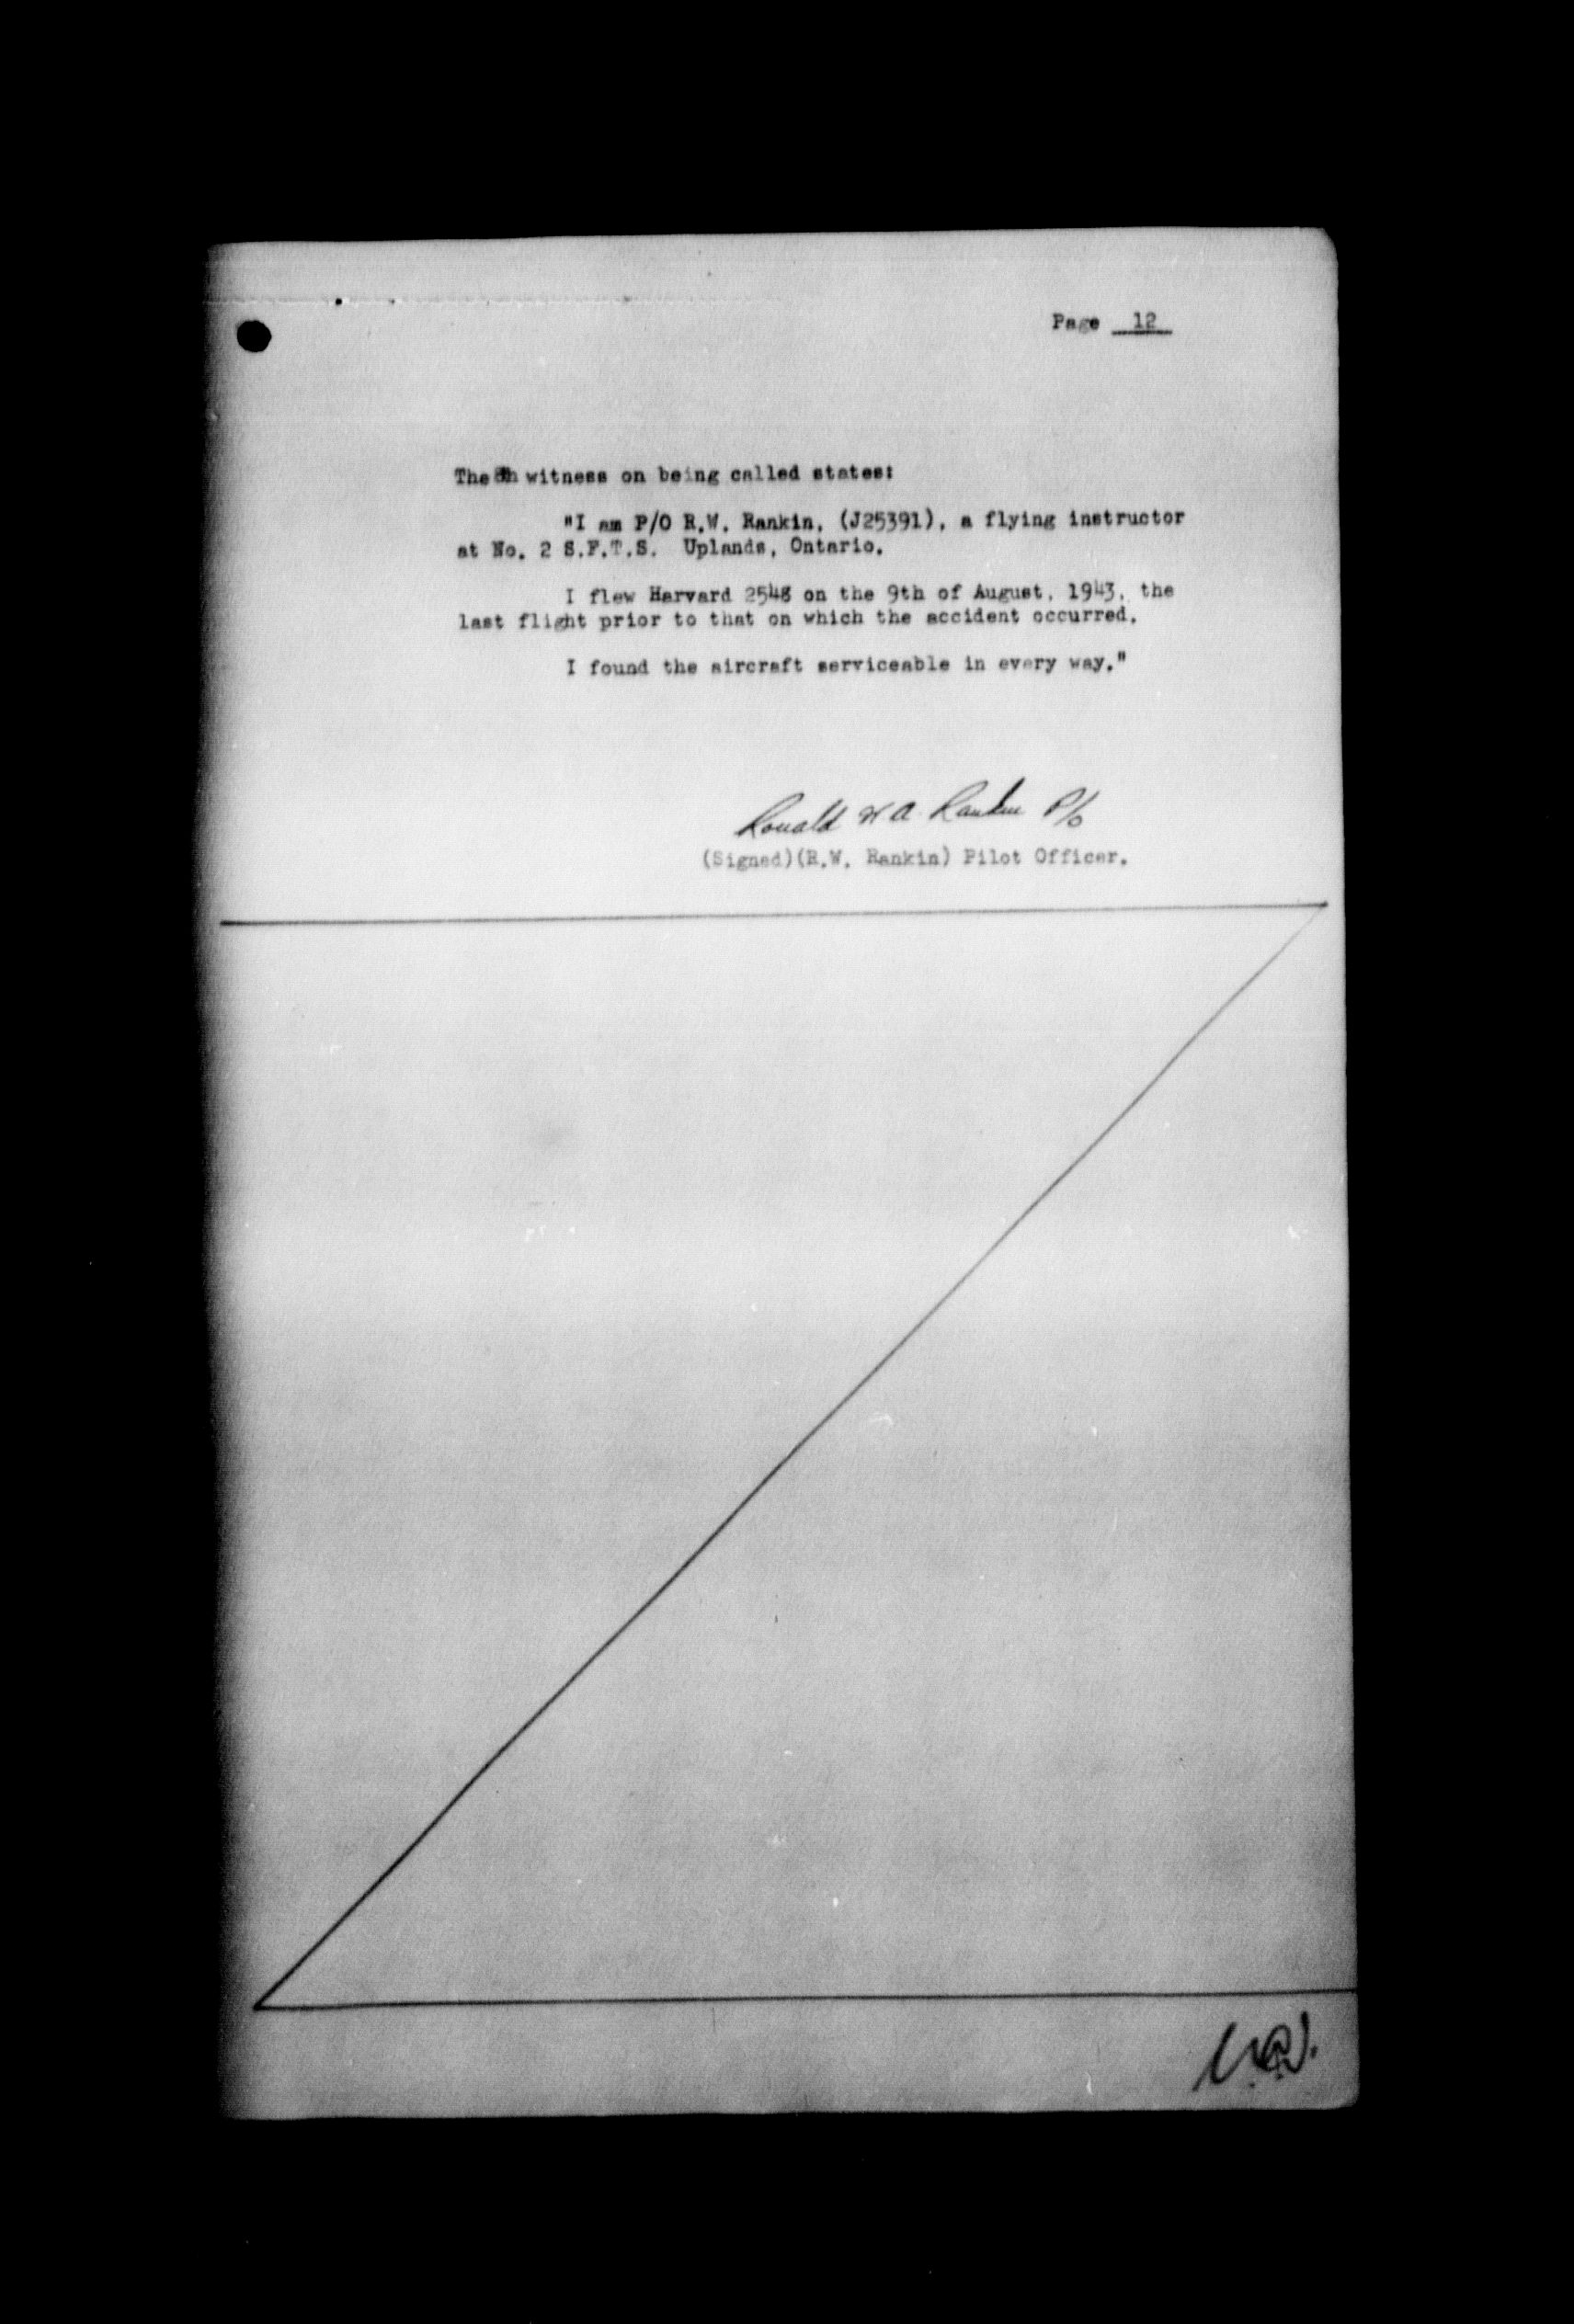 Page 12
The 8th witness on being called states:
"I am P/O R.W. Rankin, (J25391), a flying instructor
at No. 2 S.F.T.S. Uplands, Ontario.
I flew Harvard 2548 on the 9th of August, 1943, the
last flight prior to that on which the accident occurred.
I found the aircraft serviceable in every way."
Ronald W A Rankin P/O
(Signed)(R.W. Rankin) Pilot Officer.